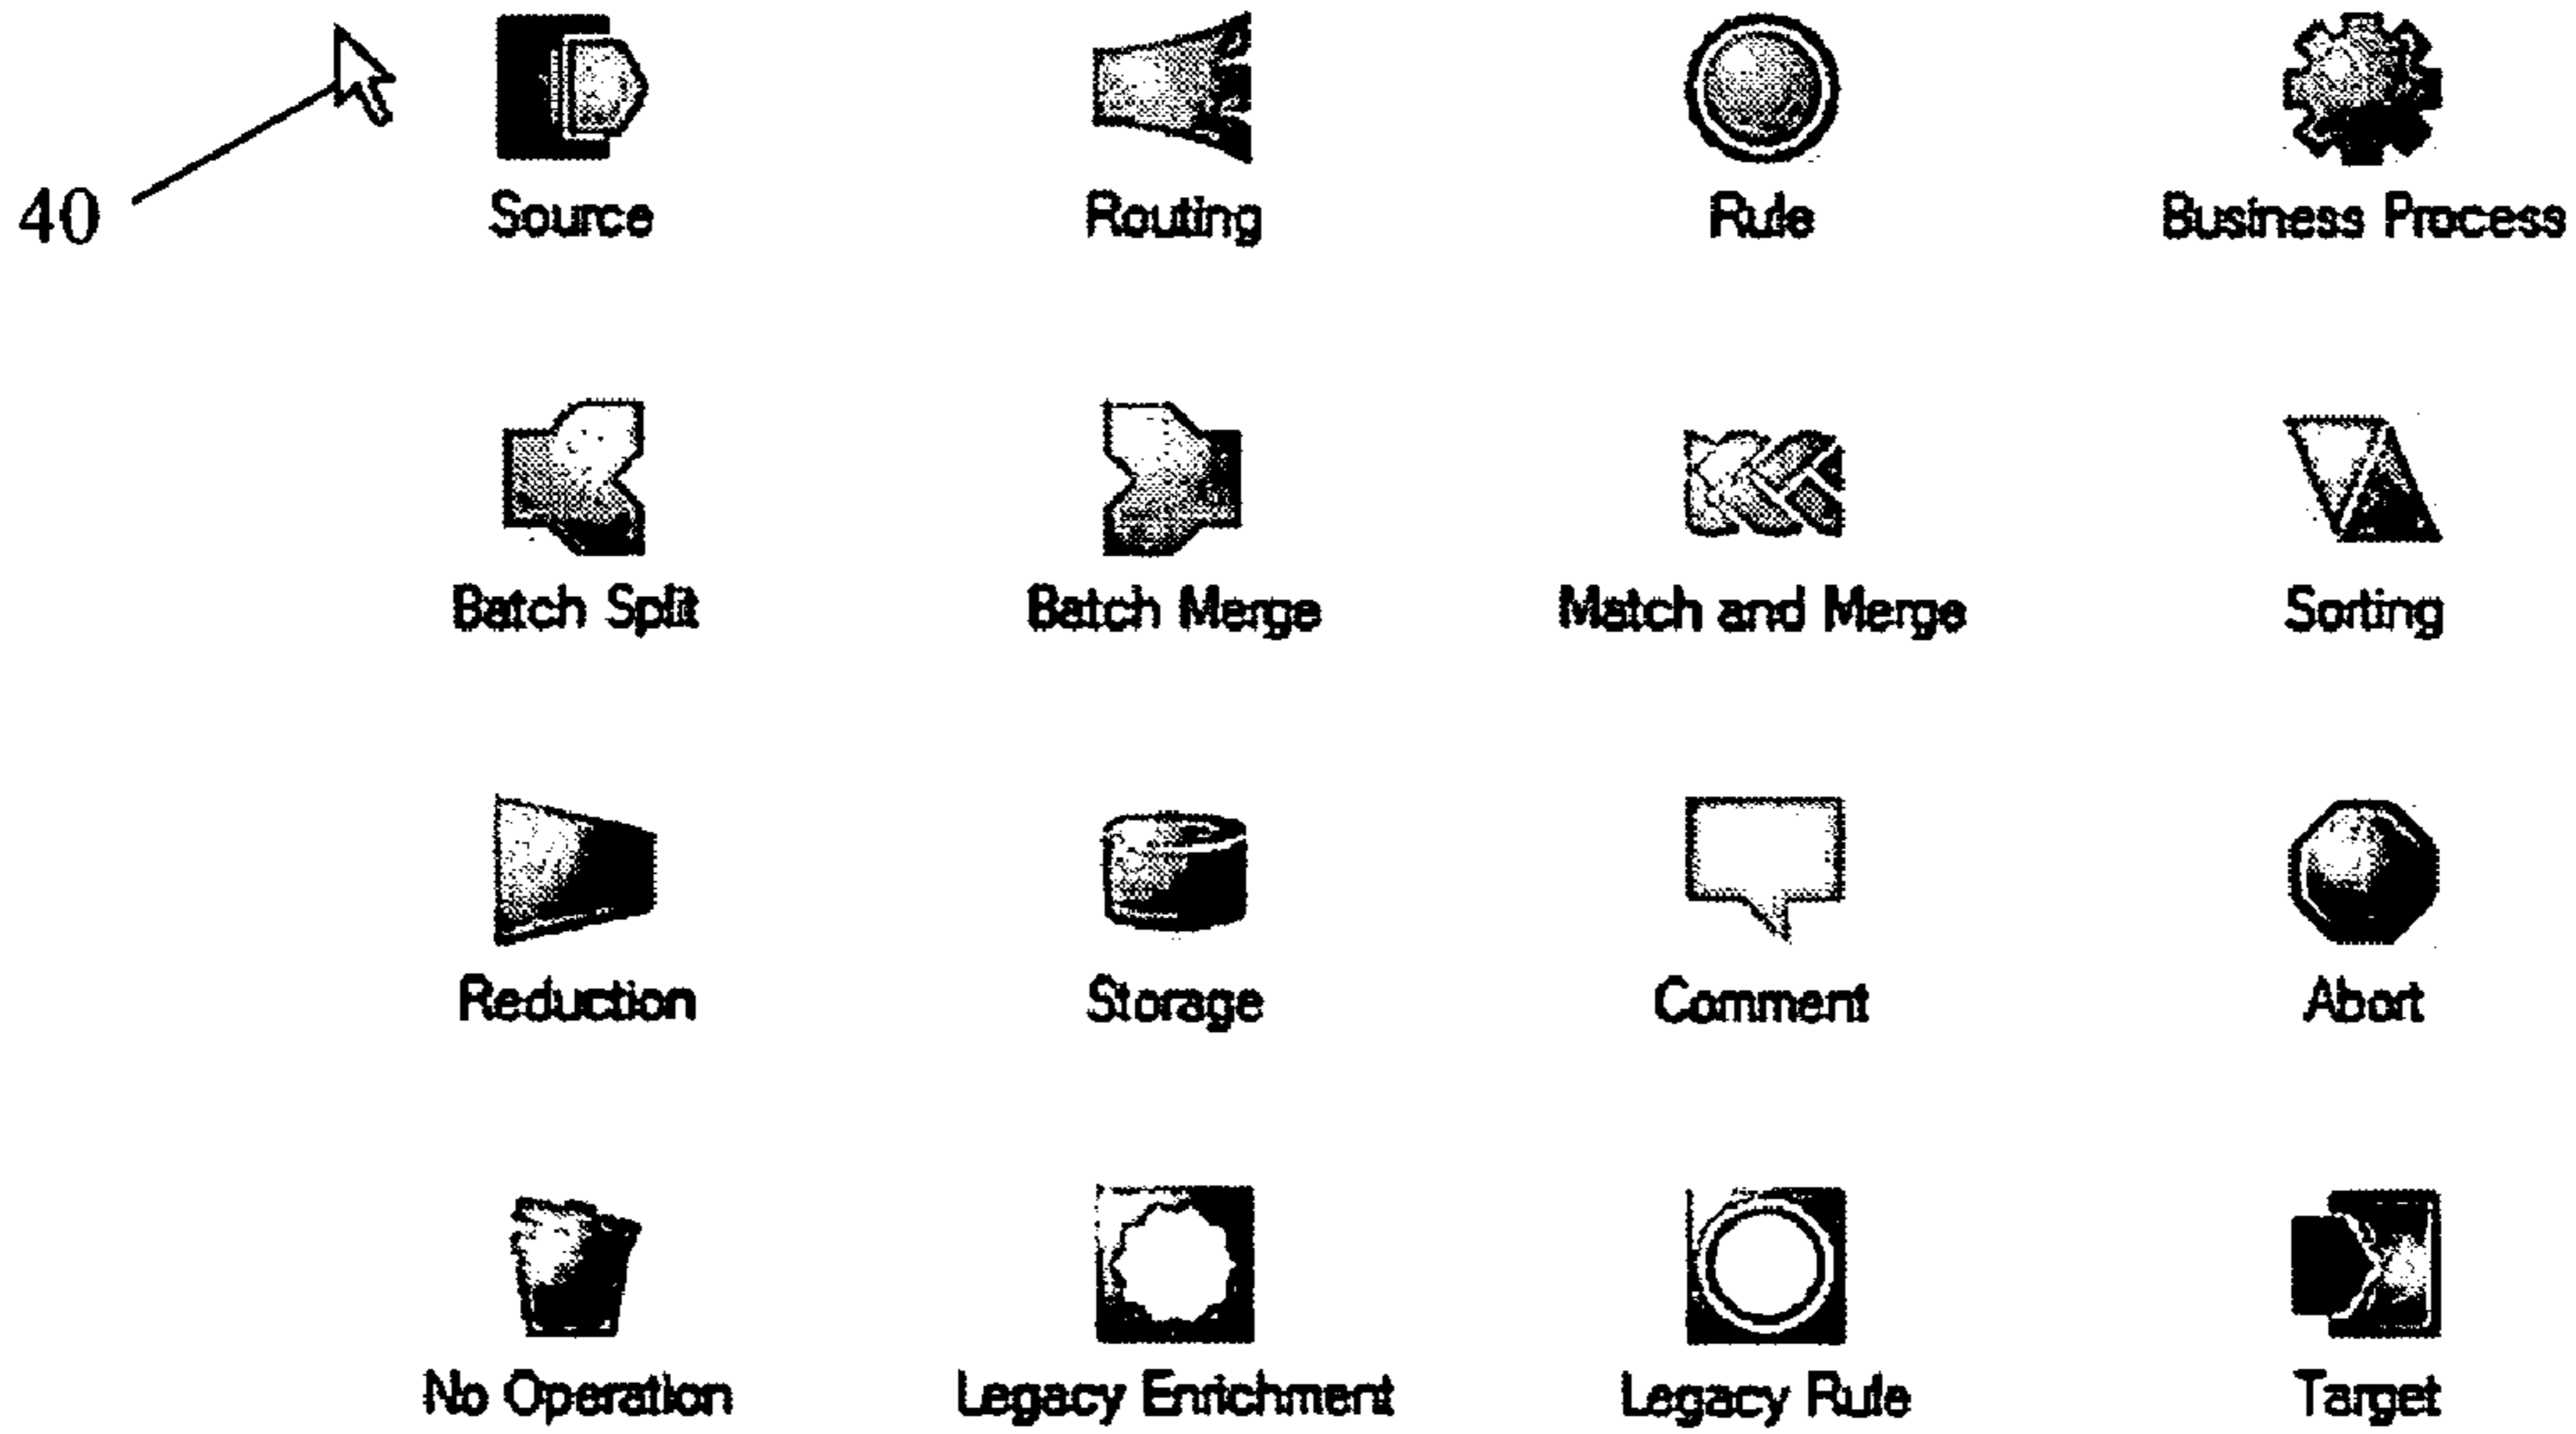 40 Source Routing Rule Business Process
Batch Split Batch Merge Match and Merge Sorting
Reduction Storage Comment Abort
No Operation Legacy Enrichment Legacy Rule Target